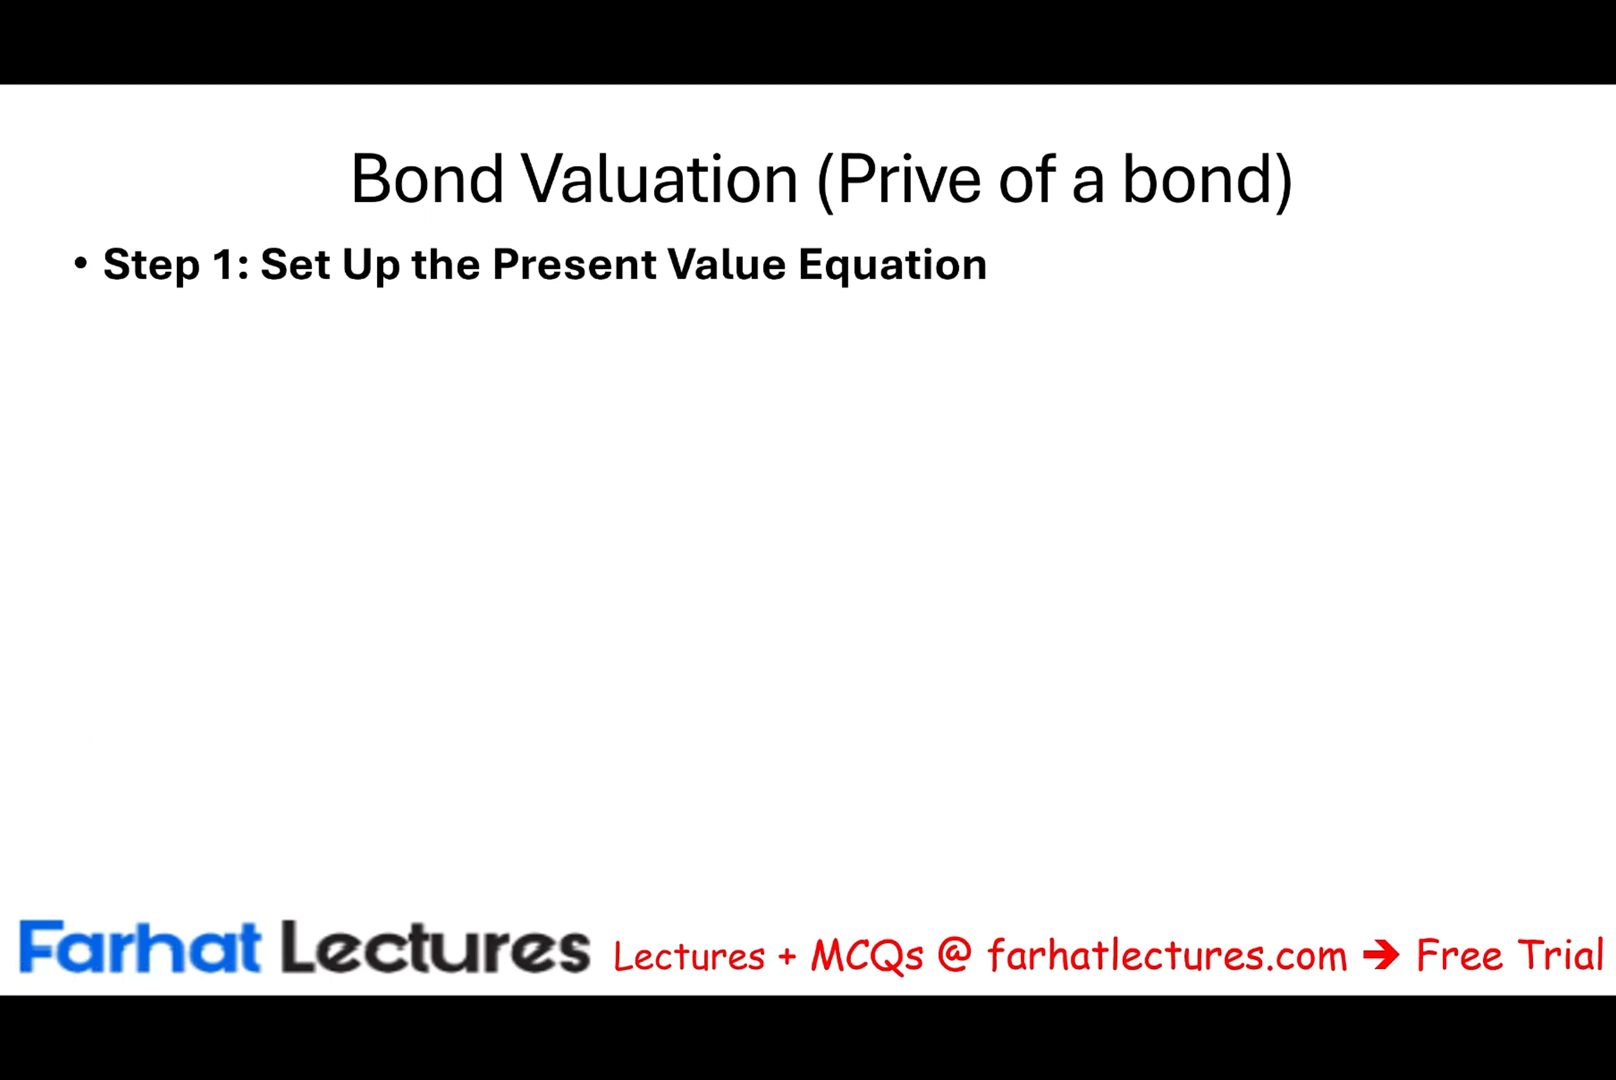 Bond Valuation (Prive of a bond)
• Step 1: Set Up the Present Value Equation
Farhat Lectures Lectures + MCQs @ farhatlectures.com ➔ Free Trial